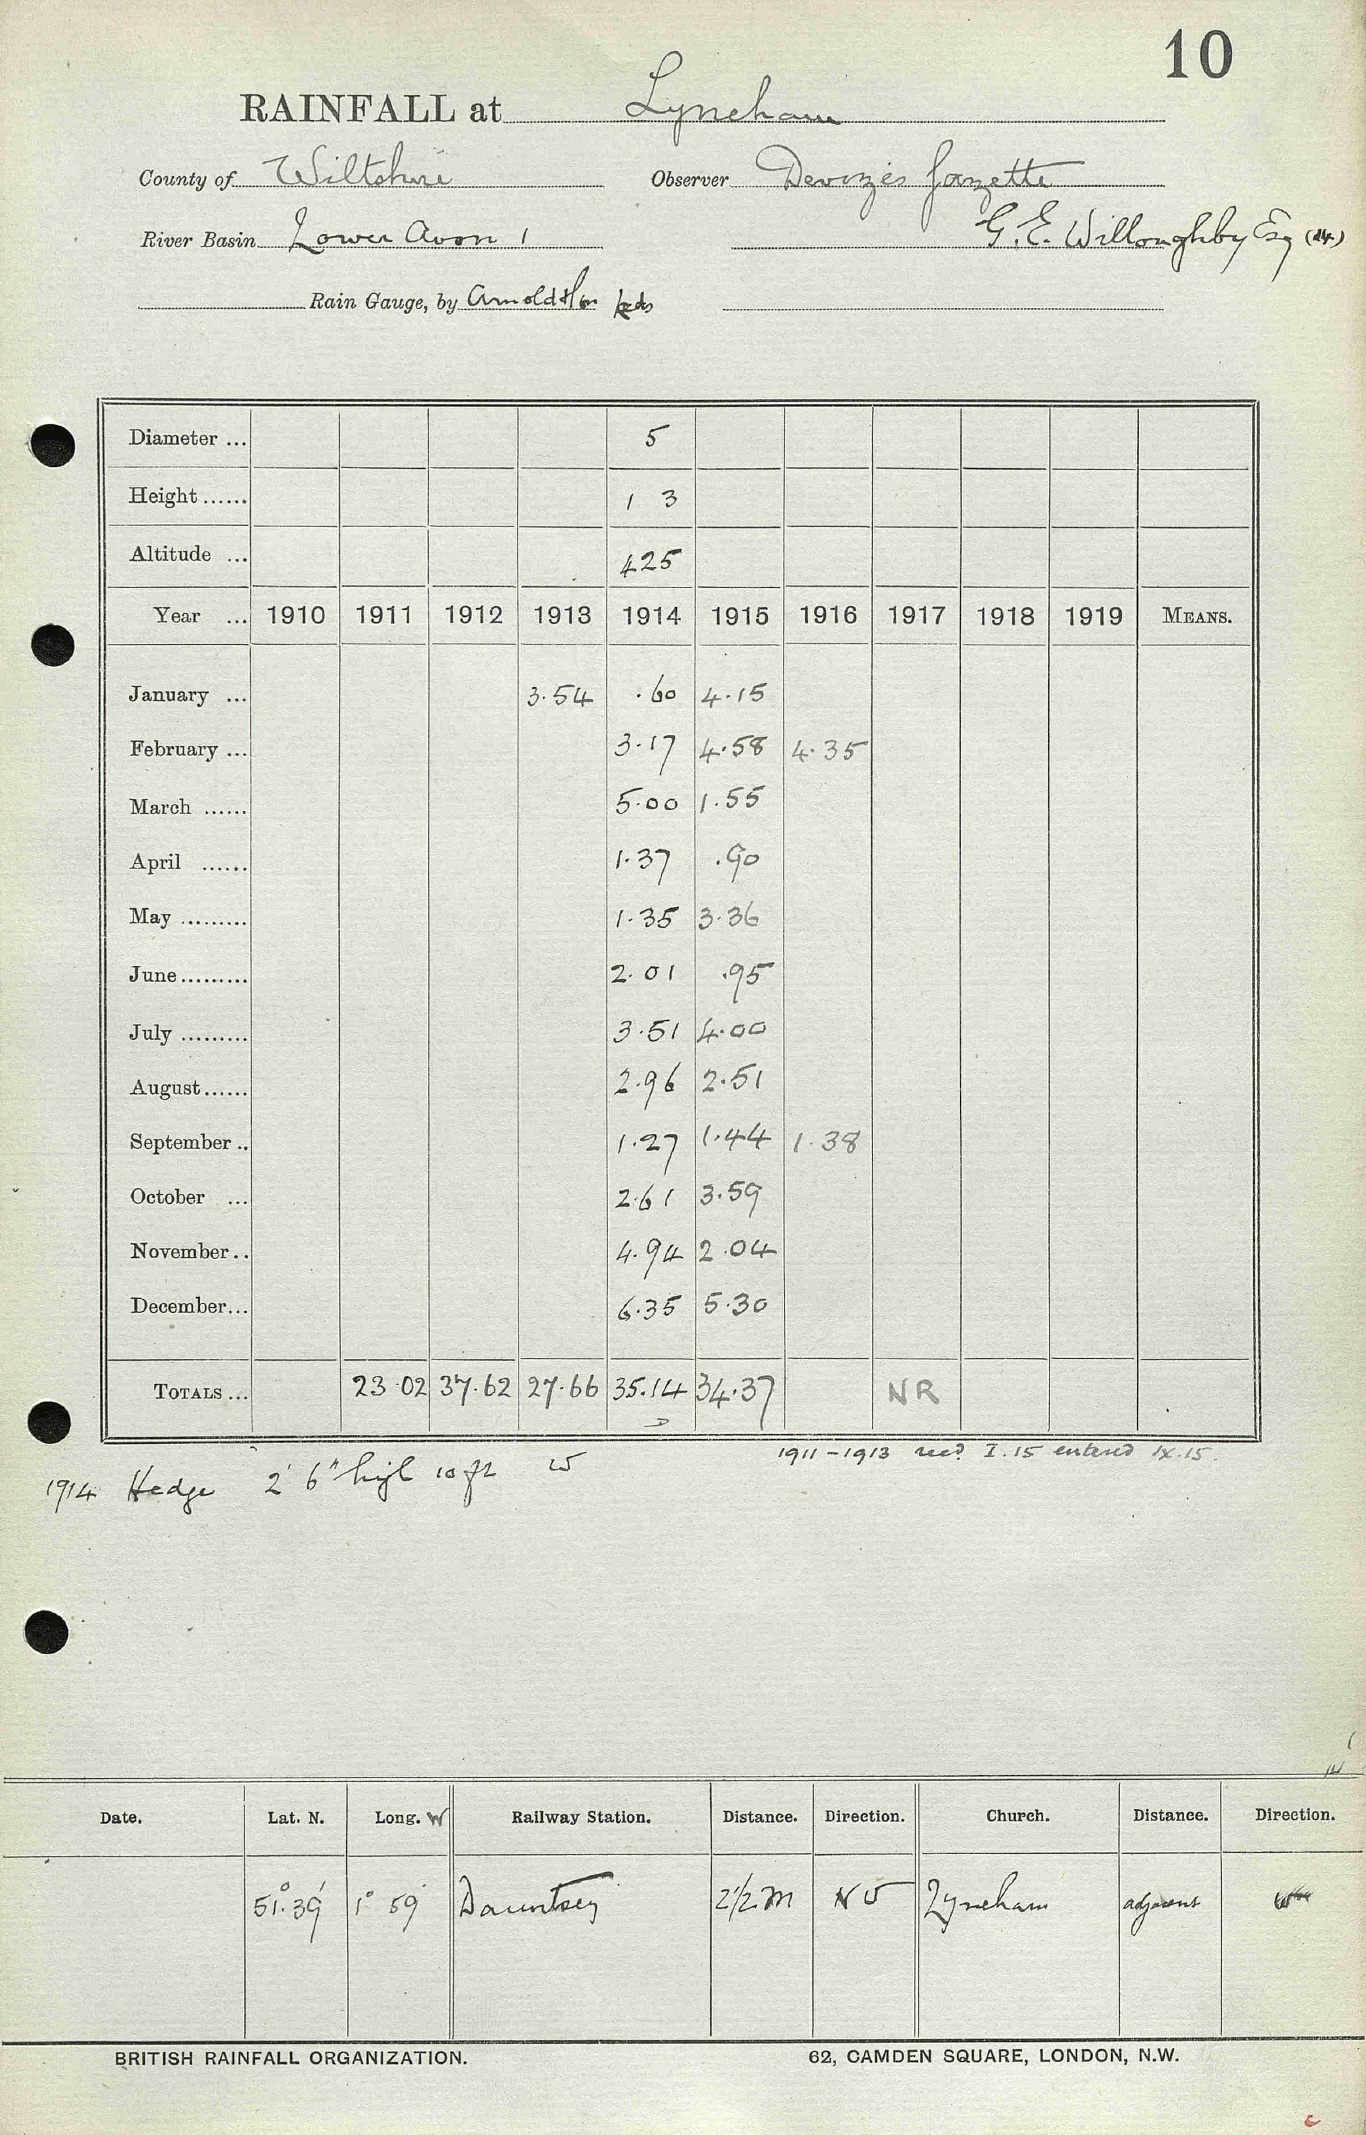 10
RAINFALL at Lyneham
County of Wiltshire Observer Devizes Gazette
River Basin Lower Avon 1 G. E. Willoughby Esq (14)
Rain Gauge, by Arnold
Diameter ... 5
Height ...... 1 3
Altitude ... 425
Year ... 1910 1911 1912 1913 1914 1915 1916 1917 1918 1919 MEANS.
January ... 3.54 .60 4.15
February ... 3.17 4.58 4.35
March ...... 5.00 1.55
April ...... 1.37 .90
May ......... 1.35 3.36
June ......... 2.01 .95
July ......... 3.51 4.00
August ...... 2.96 2.51
September .. 1.27 1.44 1.38
October ... 2.61 3.59
November .. 4.94 2.04
December ... 6.35 5.30
TOTALS ... 23.02 37.62 27.66 35.14 34.37 NR
1911-1913 recd. I.15 entered IX.15.
1914 Hedge 2' 6" high 10 ft W
Date. Lat. N. Long. W Railway Station. Distance. Direction. Church. Distance. Direction.
51° 39' 1° 59' Dauntsey 2 1/2 m Lyneham adjacent
BRITISH RAINFALL ORGANIZATION. 62, CAMDEN SQUARE, LONDON, N.W.
c